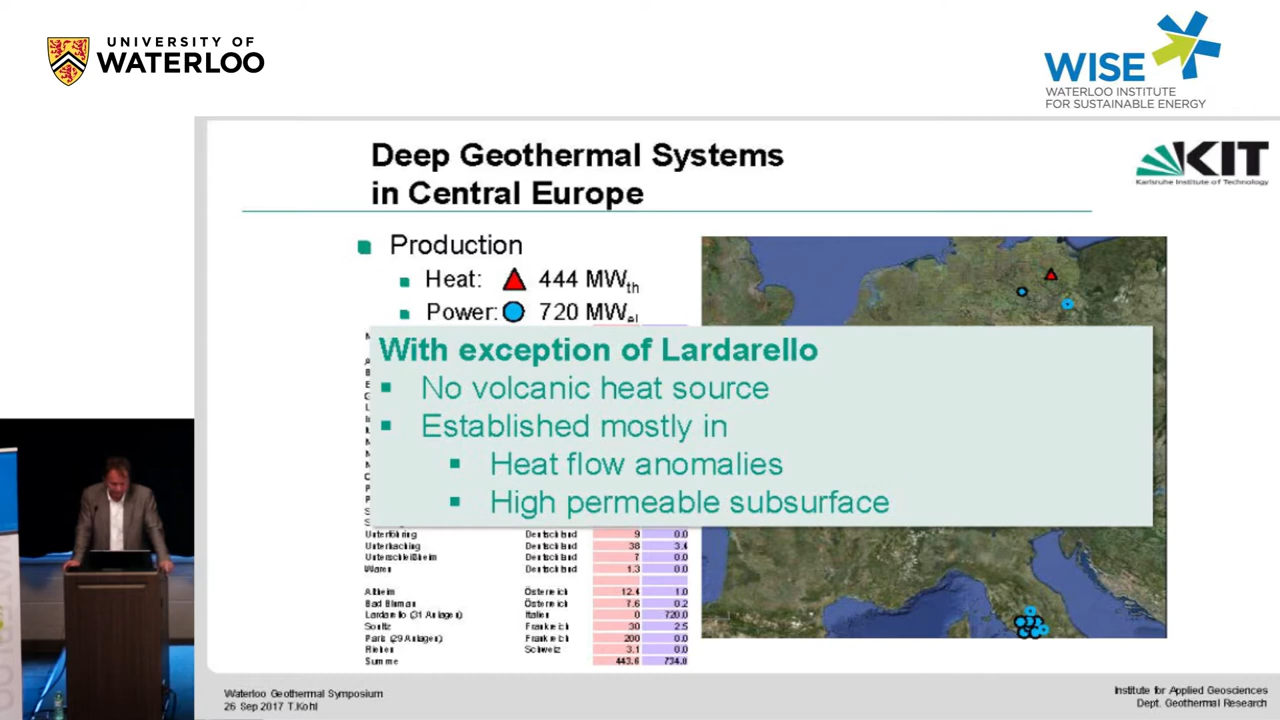 UNIVERSITY OF
WATERLOO
WISE
WATERLOO INSTITUTE
FOR SUSTAINABLE ENERGY
Deep Geothermal Systems
in Central Europe
KIT
Karlsruhe Institute of Technology
Production
Heat: 444 MWth
Power: 720 MWel
With exception of Lardarello
No volcanic heat source
Established mostly in
Heat flow anomalies
High permeable subsurface
Unterföhring Deutschland 9 0.0
Unterhaching Deutschland 38 3.4
Unterschleißheim Deutschland 7 0.0
Waren Deutschland 1.3 0.0
Altheim Österreich 12.4 1.0
Bad Blumau Österreich 7.6 0.2
Lardarello (31 Anlagen) Italien 0 720.0
Soultz Frankreich 30 2.5
Paris (29 Anlagen) Frankreich 200 0.0
Riehen Schweiz 3.1 0.0
Summe 443.6
Waterloo Geothermal Symposium
26 Sep 2017 T.Kohl
Institute for Applied Geosciences
Dept. Geothermal Research